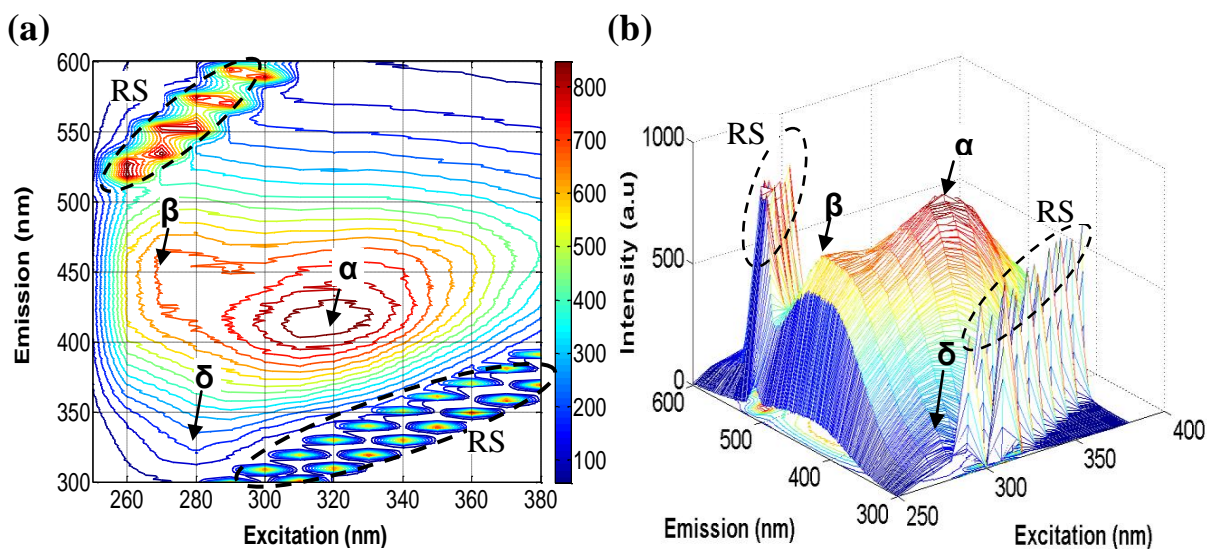 (a)
600
550
500
450
400
350
300
Emission (nm)
260 280 300 320 340 360 380
Excitation (nm)
RS
β
α
δ
RS
800
700
600
500
400
300
200
100
(b)
1000
500
0
Intensity (a.u)
RS
β
α
RS
δ
600
500
400
300
Emission (nm)
250
300
350
400
Excitation (nm)